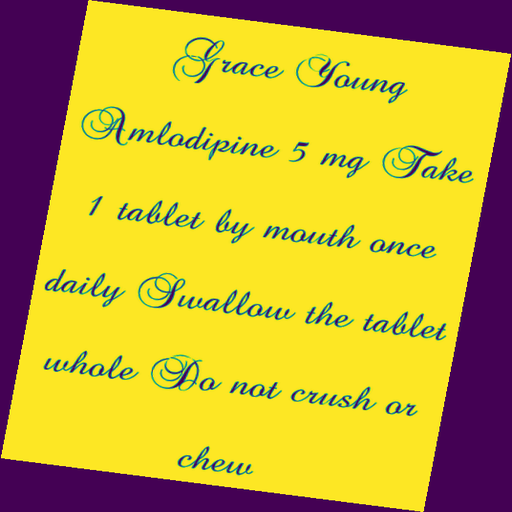 Grace Young
Amlodipine 5 mg Take
1 tablet by mouth once
daily Swallow the tablet
whole Do not crush or
chew